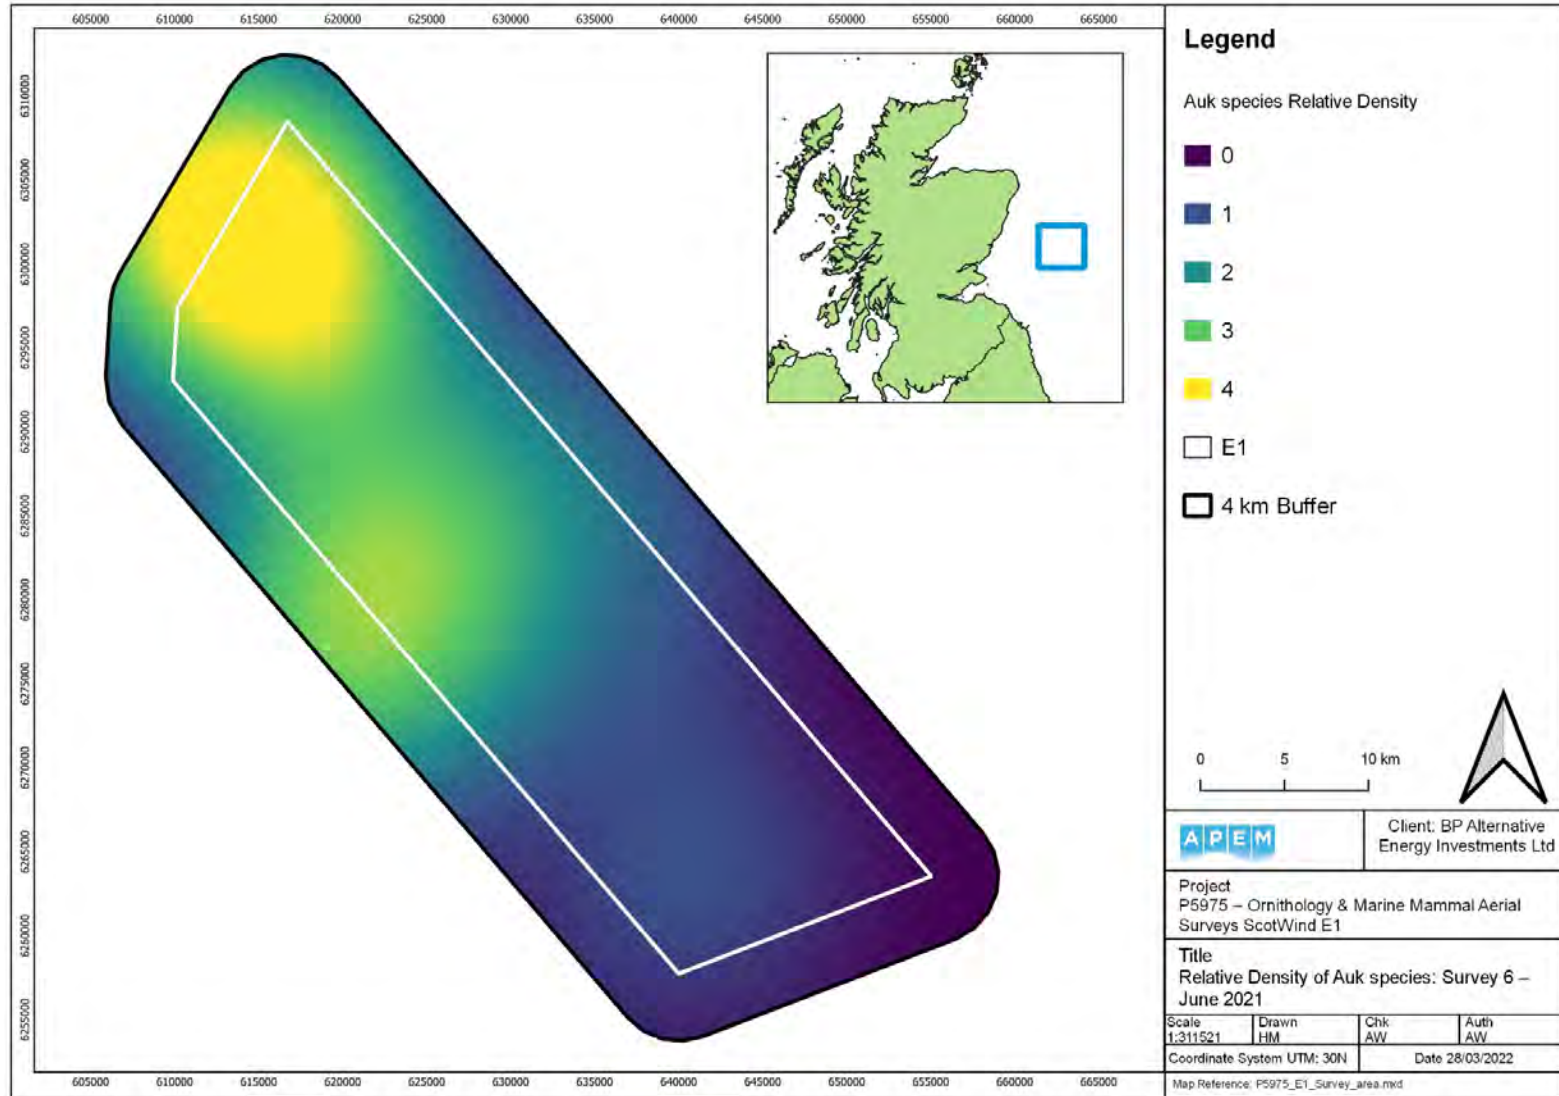 605000 610000 615000 620000 625000 630000 635000 640000 645000 650000 655000 660000 665000
6310000
6305000
6300000
6295000
6290000
6285000
6280000
6275000
6270000
6265000
6260000
6255000
605000 610000 615000 620000 625000 630000 635000 640000 645000 650000 655000 660000 665000
Legend
Auk species Relative Density
0
1
2
3
4
E1
4 km Buffer
0 5 10 km
APEM
Client: BP Alternative
Energy Investments Ltd
Project
P5975 – Ornithology & Marine Mammal Aerial
Surveys ScotWind E1
Title
Relative Density of Auk species: Survey 6 –
June 2021
Scale Drawn Chk Auth
1:311521 HM AW AW
Coordinate System UTM: 30N Date 28/03/2022
Map Reference: P5975_E1_Survey_area.mxd